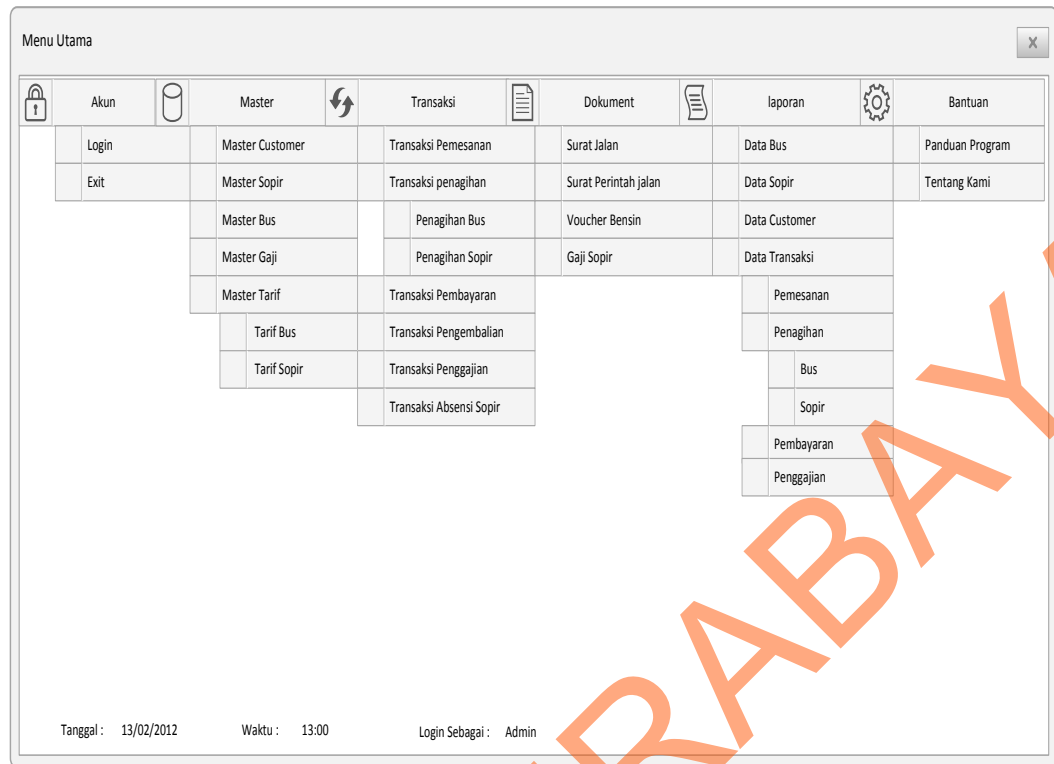 Menu Utama
X
Akun Master Transaksi Dokument laporan Bantuan
Login Master Customer Transaksi Pemesanan Surat Jalan Data Bus Panduan Program
Exit Master Sopir Transaksi penagihan Surat Perintah jalan Data Sopir Tentang Kami
Master Bus Penagihan Bus Voucher Bensin Data Customer
Master Gaji Penagihan Sopir Gaji Sopir Data Transaksi
Master Tarif Transaksi Pembayaran Pemesanan
Tarif Bus Transaksi Pengembalian Penagihan
Tarif Sopir Transaksi Penggajian Bus
Transaksi Absensi Sopir Sopir
Pembayaran
Penggajian
Tanggal : 13/02/2012 Waktu : 13:00 Login Sebagai : Admin
RABAY